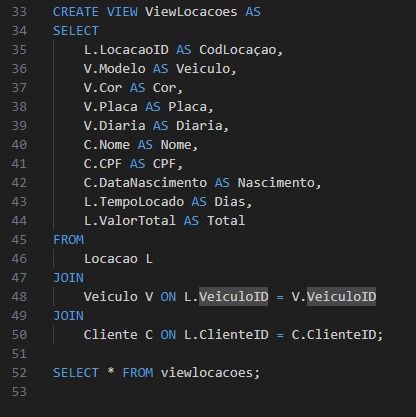 33 CREATE VIEW ViewLocacoes AS
34 SELECT
35 L.LocacaoID AS CodLocaçao,
36 V.Modelo AS Veiculo,
37 V.Cor AS Cor,
38 V.Placa AS Placa,
39 V.Diaria AS Diaria,
40 C.Nome AS Nome,
41 C.CPF AS CPF,
42 C.DataNascimento AS Nascimento,
43 L.TempoLocado AS Dias,
44 L.ValorTotal AS Total
45 FROM
46 Locacao L
47 JOIN
48 Veiculo V ON L.VeiculoID = V.VeiculoID
49 JOIN
50 Cliente C ON L.ClienteID = C.ClienteID;
51
52 SELECT * FROM viewlocacoes;
53